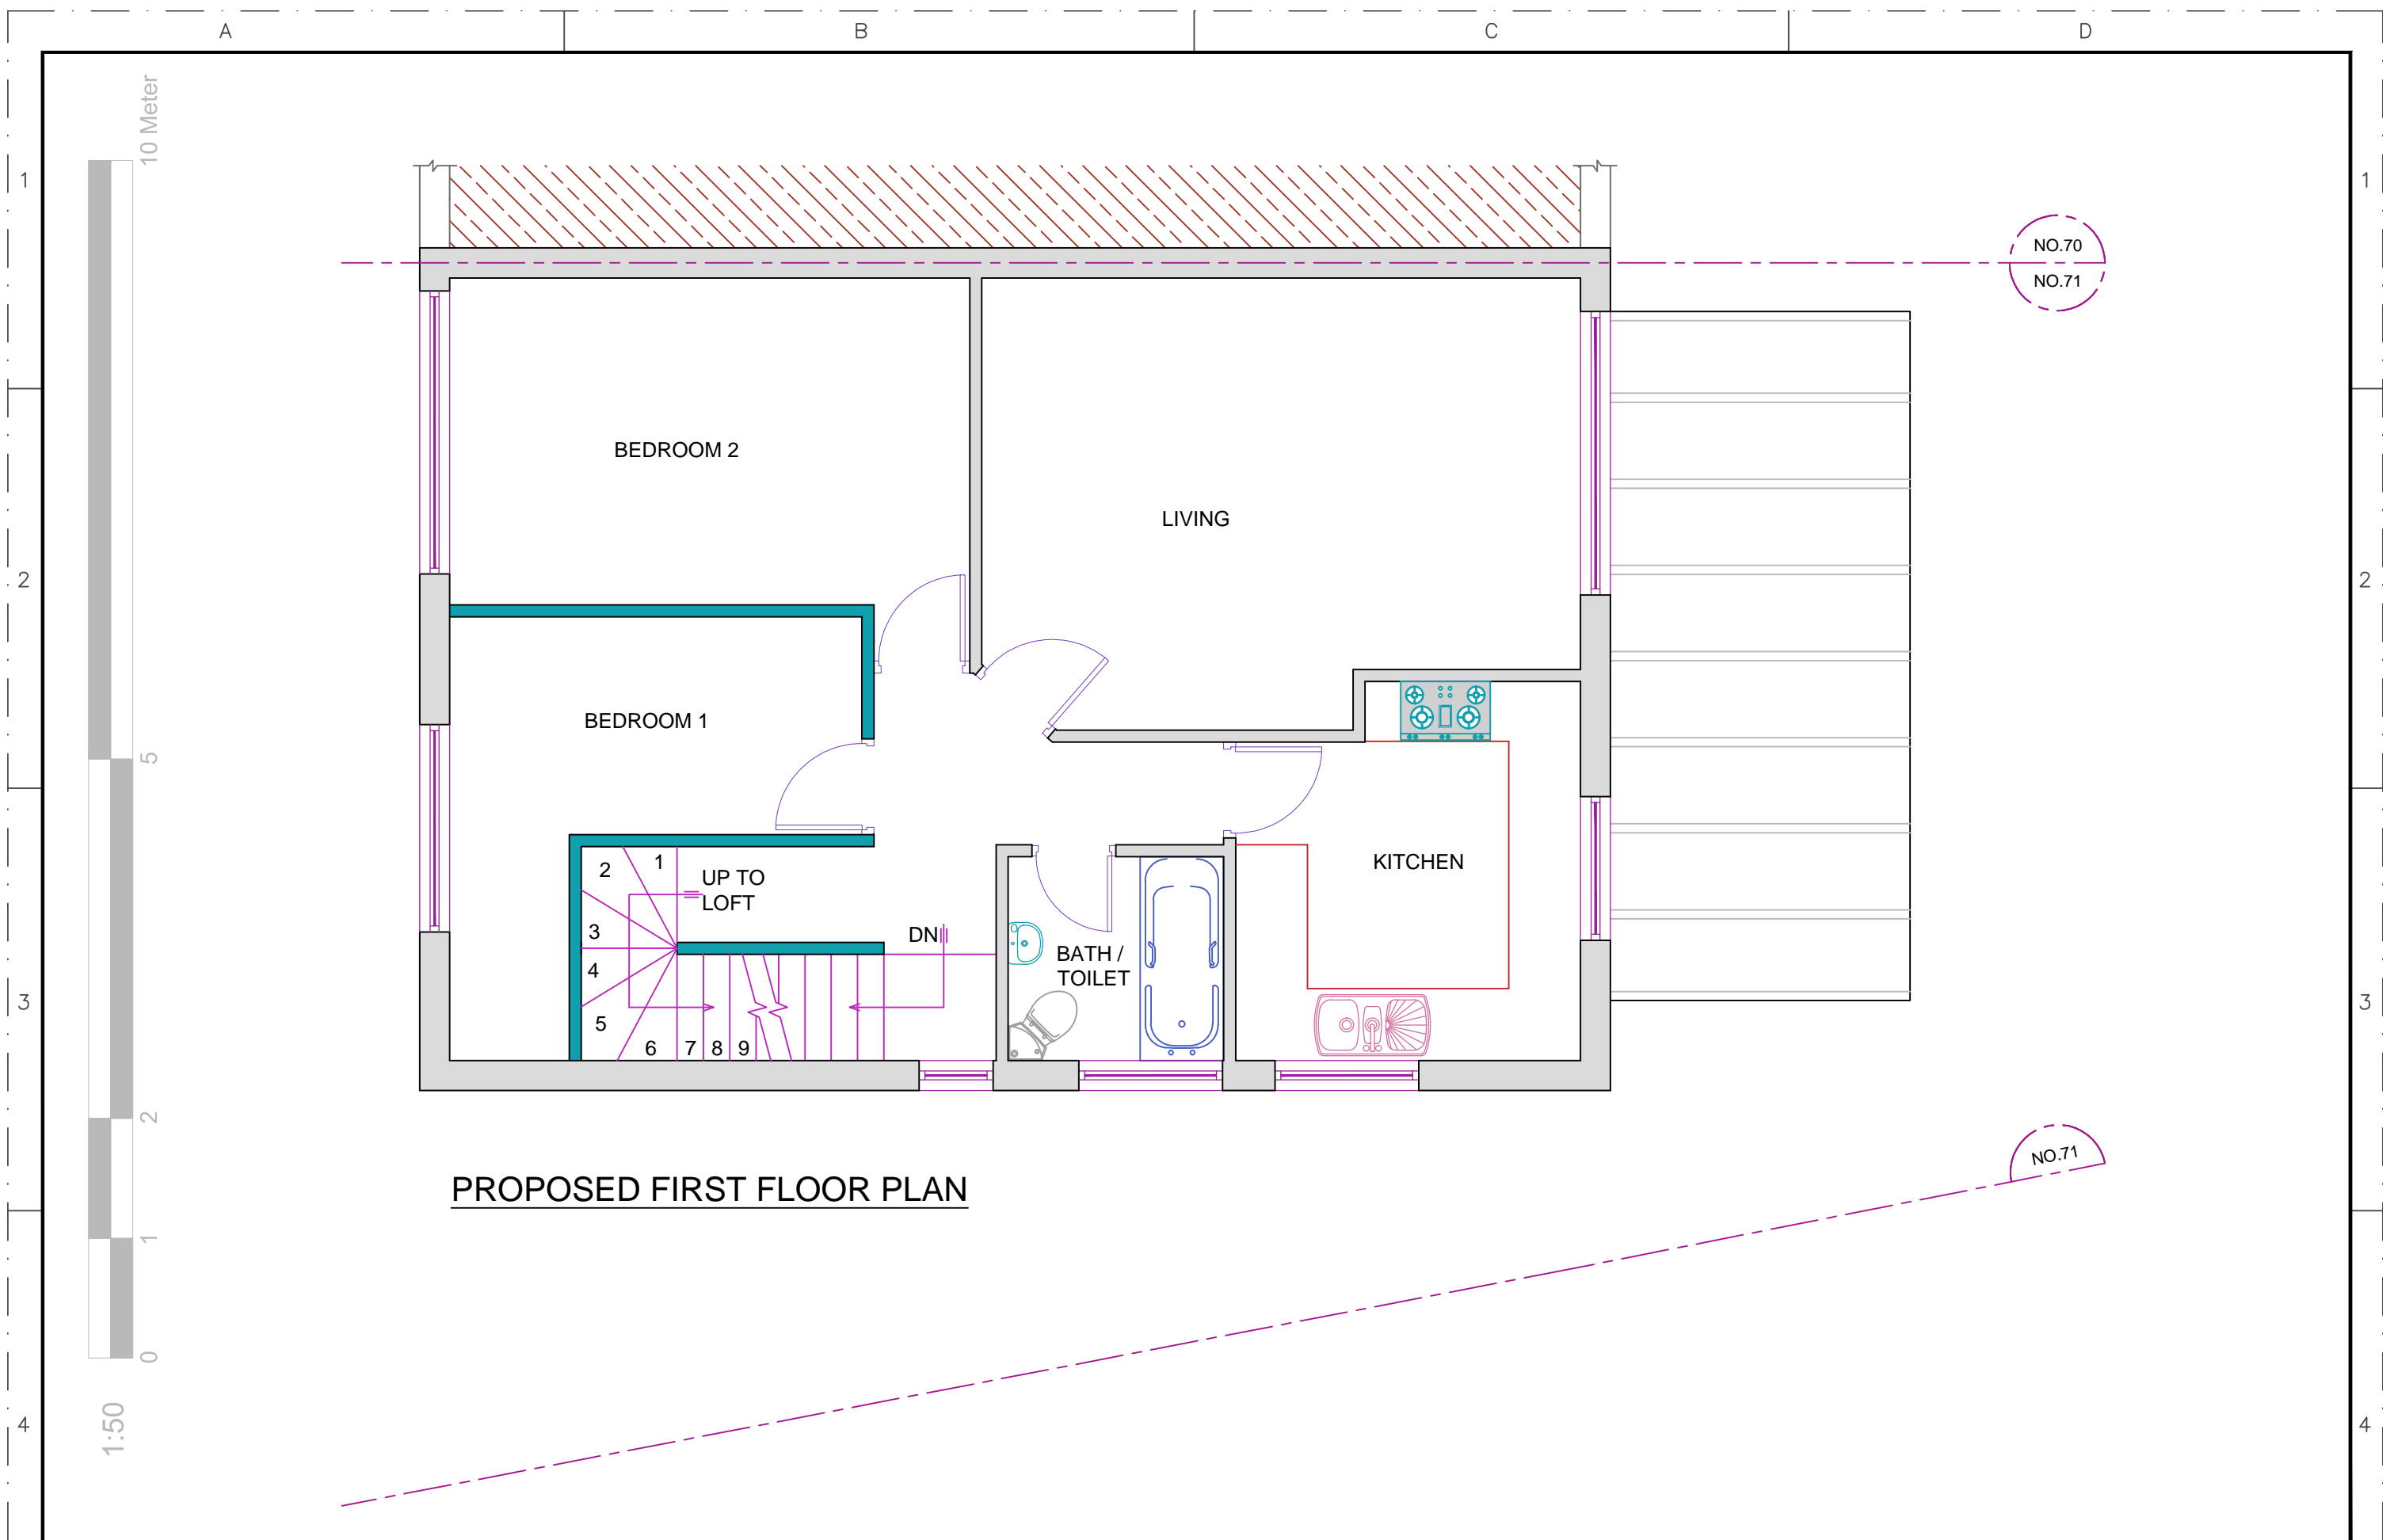 A
B
C
D
1
1
10 Meter
NO.70
NO.71
BEDROOM 2
LIVING
2
2
BEDROOM 1
5
KITCHEN
1
2
UP TO
LOFT
3
DN
BATH /
TOILET
4
5
6
7
8
9
3
3
2
NO.71
PROPOSED FIRST FLOOR PLAN
1
0
1:50
4
4